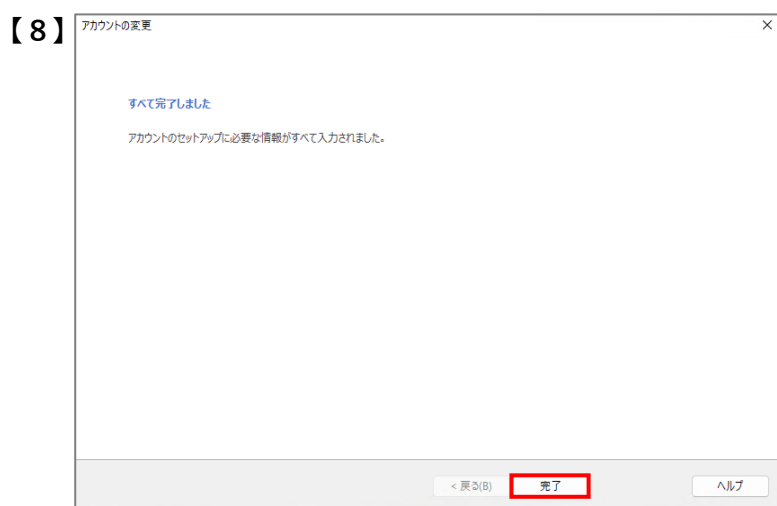 【8】
アカウントの変更
×
すべて完了しました
アカウントのセットアップに必要な情報がすべて入力されました。
< 戻る(B)
完了
ヘルプ